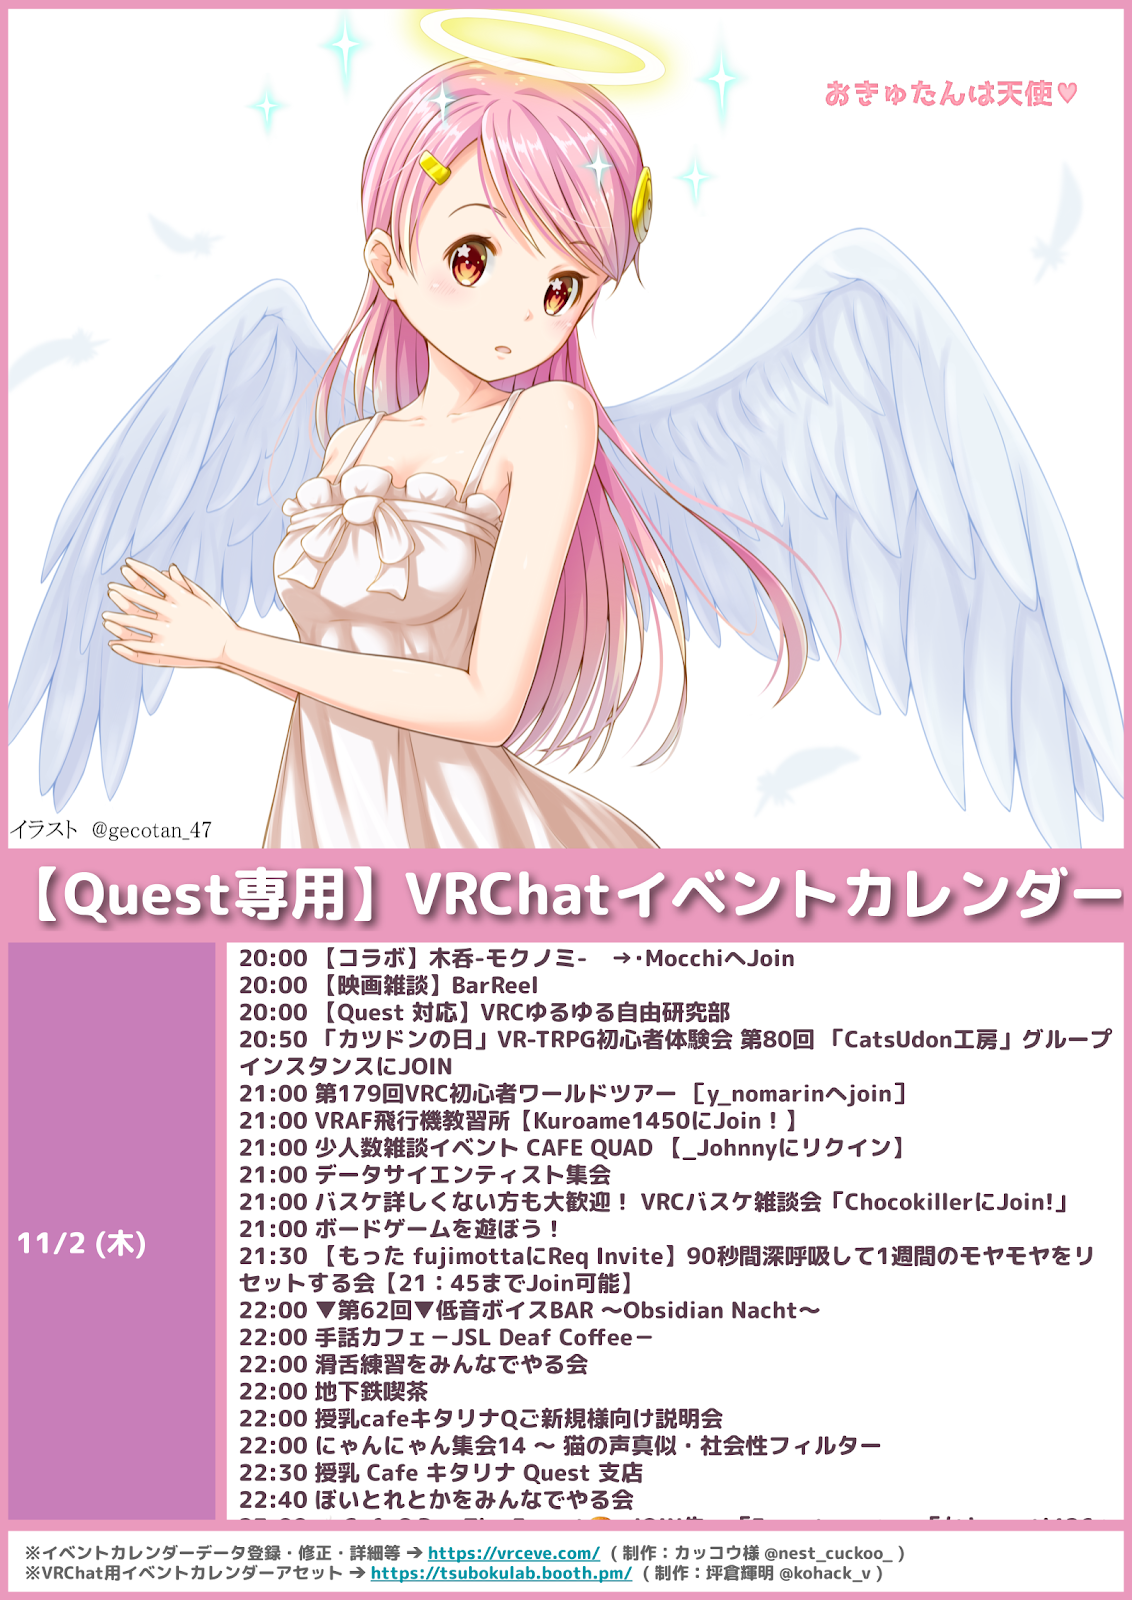 おきゅたんは天使♥
イラスト @gecotan_47
【Quest専用】VRChatイベントカレンダー
11/2 (木)
20:00 【コラボ】木呑-モクノミ-　→･MocchiへJoin
20:00 【映画雑談】BarReel
20:00 【Quest 対応】VRCゆるゆる自由研究部
20:50 「カツドンの日」VR-TRPG初心者体験会 第80回 「CatsUdon工房」グループ
インスタンスにJOIN
21:00 第179回VRC初心者ワールドツアー ［y_nomarinへjoin］
21:00 VRAF飛行機教習所【Kuroame1450にJoin！】
21:00 少人数雑談イベント CAFE QUAD 【_Johnnyにリクイン】
21:00 データサイエンティスト集会
21:00 バスケ詳しくない方も大歓迎！ VRCバスケ雑談会「ChocokillerにJoin!」
21:00 ボードゲームを遊ぼう！
21:30 【もった fujimottaにReq Invite】90秒間深呼吸して1週間のモヤモヤをリ
セットする会【21：45までJoin可能】
22:00 ▼第62回▼低音ボイスBAR 〜Obsidian Nacht〜
22:00 手話カフェ－JSL Deaf Coffee－
22:00 滑舌練習をみんなでやる会
22:00 地下鉄喫茶
22:00 授乳cafeキタリナQご新規様向け説明会
22:00 にゃんにゃん集会14 〜 猫の声真似・社会性フィルター
22:30 授乳 Cafe キタリナ Quest 支店
22:40 ぼいとれとかをみんなでやる会
※イベントカレンダーデータ登録・修正・詳細等 ➔ https://vrceve.com/ ( 制作：カッコウ様 @nest_cuckoo_ )
※VRChat用イベントカレンダーアセット ➔ https://tsubokulab.booth.pm/ ( 制作：坪倉輝明 @kohack_v )